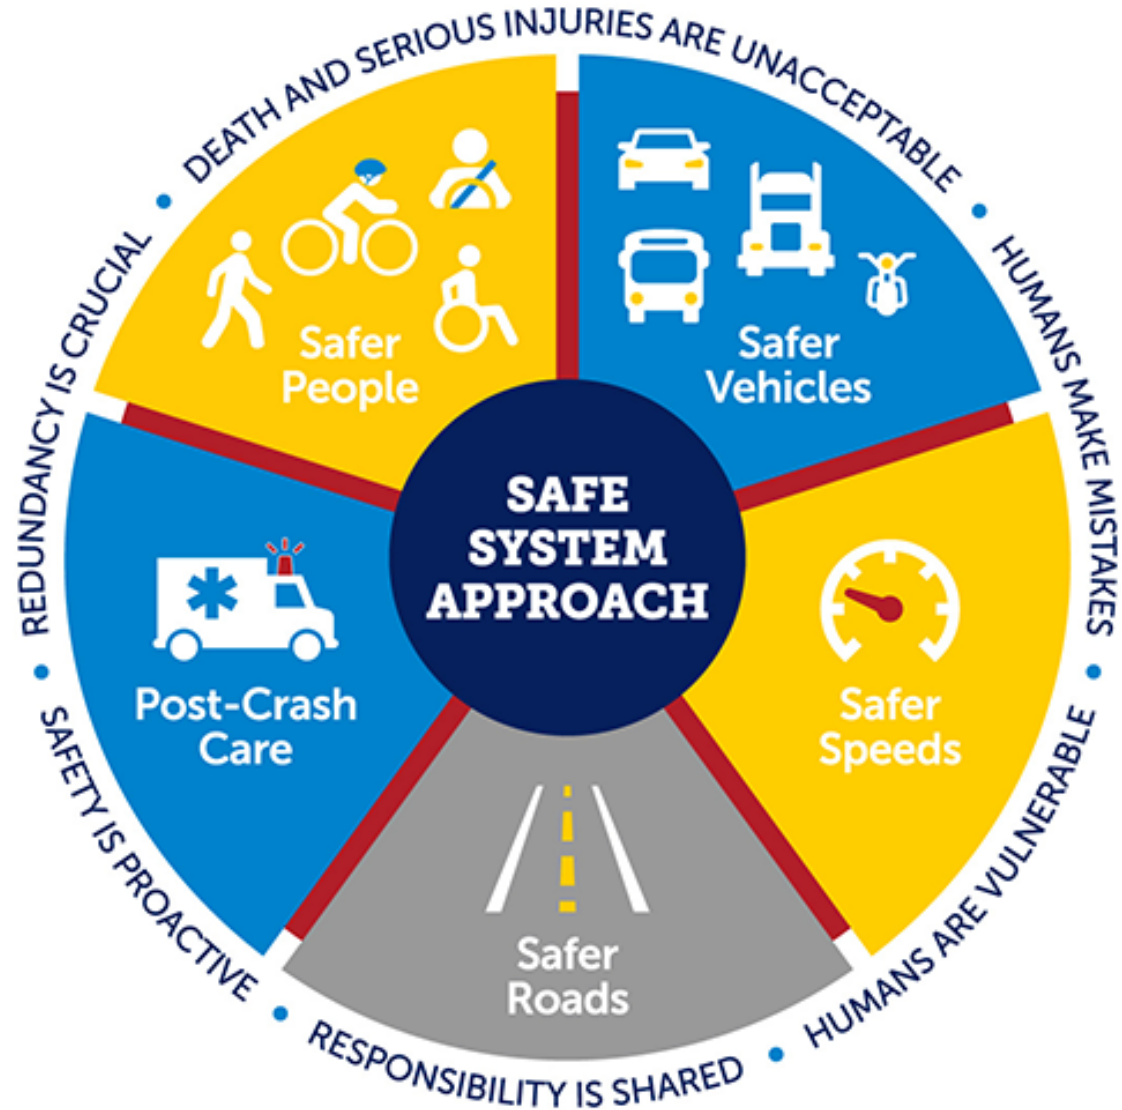 DEATH AND SERIOUS INJURIES ARE UNACCEPTABLE
HUMANS MAKE MISTAKES
HUMANS ARE VULNERABLE
RESPONSIBILITY IS SHARED
SAFETY IS PROACTIVE
REDUNDANCY IS CRUCIAL
Safer
People
Safer
Vehicles
SAFE
SYSTEM
APPROACH
Post-Crash
Care
Safer
Speeds
Safer
Roads